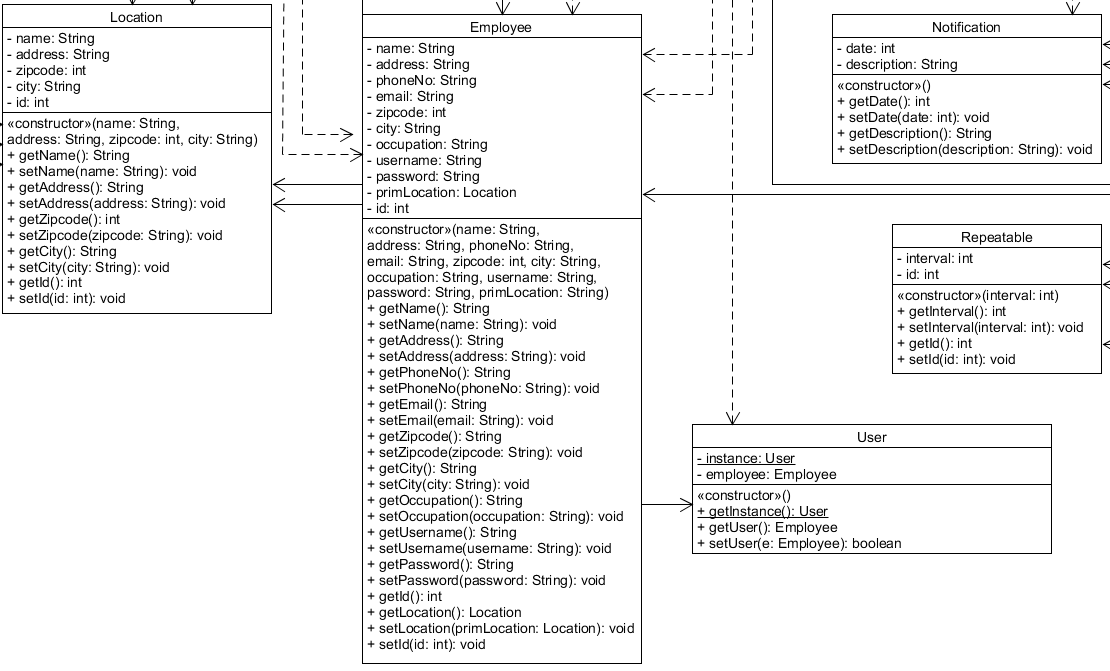 Location
- name: String
- address: String
- zipcode: int
- city: String
- id: int
«constructor»(name: String,
address: String, zipcode: int, city: String)
+ getName(): String
+ setName(name: String): void
+ getAddress(): String
+ setAddress(address: String): void
+ getZipcode(): int
+ setZipcode(zipcode: String): void
+ getCity(): String
+ setCity(city: String): void
+ getId(): int
+ setId(id: int): void
Employee
- name: String
- address: String
- phoneNo: String
- email: String
- zipcode: int
- city: String
- occupation: String
- username: String
- password: String
- primLocation: Location
- id: int
«constructor»(name: String,
address: String, phoneNo: String,
email: String, zipcode: int, city: String,
occupation: String, username: String,
password: String, primLocation: String)
+ getName(): String
+ setName(name: String): void
+ getAddress(): String
+ setAddress(address: String): void
+ getPhoneNo(): String
+ setPhoneNo(phoneNo: String): void
+ getEmail(): String
+ setEmail(email: String): void
+ getZipcode(): String
+ setZipcode(zipcode: String): void
+ getCity(): String
+ setCity(city: String): void
+ getOccupation(): String
+ setOccupation(occupation: String): void
+ getUsername(): String
+ setUsername(username: String): void
+ getPassword(): String
+ setPassword(password: String): void
+ getId(): int
+ getLocation(): Location
+ setLocation(primLocation: Location): void
+ setId(id: int): void
Notification
- date: int
- description: String
«constructor»()
+ getDate(): int
+ setDate(date: int): void
+ getDescription(): String
+ setDescription(description: String): void
Repeatable
- interval: int
- id: int
«constructor»(interval: int)
+ getInterval(): int
+ setInterval(interval: int): void
+ getId(): int
+ setId(id: int): void
User
- instance: User
- employee: Employee
«constructor»()
+ getInstance(): User
+ getUser(): Employee
+ setUser(e: Employee): boolean